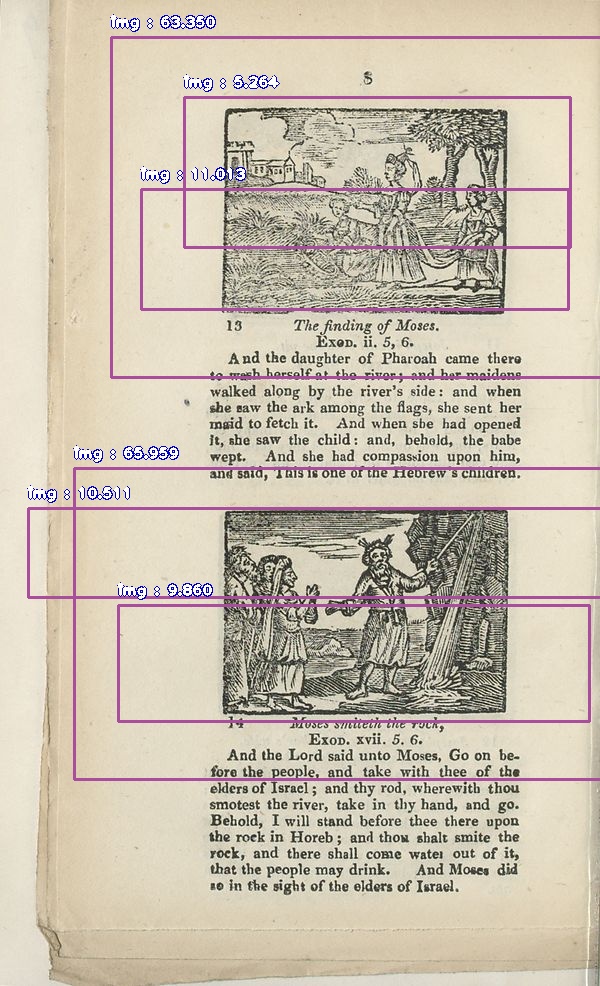 img : 63.350
8
img : 5.264
img : 11.013
13 The finding of Moses.
Exod. ii. 5, 6.
And the daughter of Pharoah came there
to wash herself at the river; and her maidens
walked along by the river's side: and when
she saw the ark among the flags, she sent her
maid to fetch it. And when she had opened
it, she saw the child: and, behold, the babe
wept. And she had compassion upon him,
and said, This is one of the Hebrew's children.
img : 65.959
img : 10.511
img : 9.860
14 Moses smiteth the rock,
Exod. xvii. 5. 6.
And the Lord said unto Moses, Go on be-
fore the people, and take with thee of the
elders of Israel; and thy rod, wherewith thou
smotest the river, take in thy hand, and go.
Behold, I will stand before thee there upon
the rock in Horeb; and thou shalt smite the
rock, and there shall come water out of it,
that the people may drink. And Moses did
so in the sight of the elders of Israel.